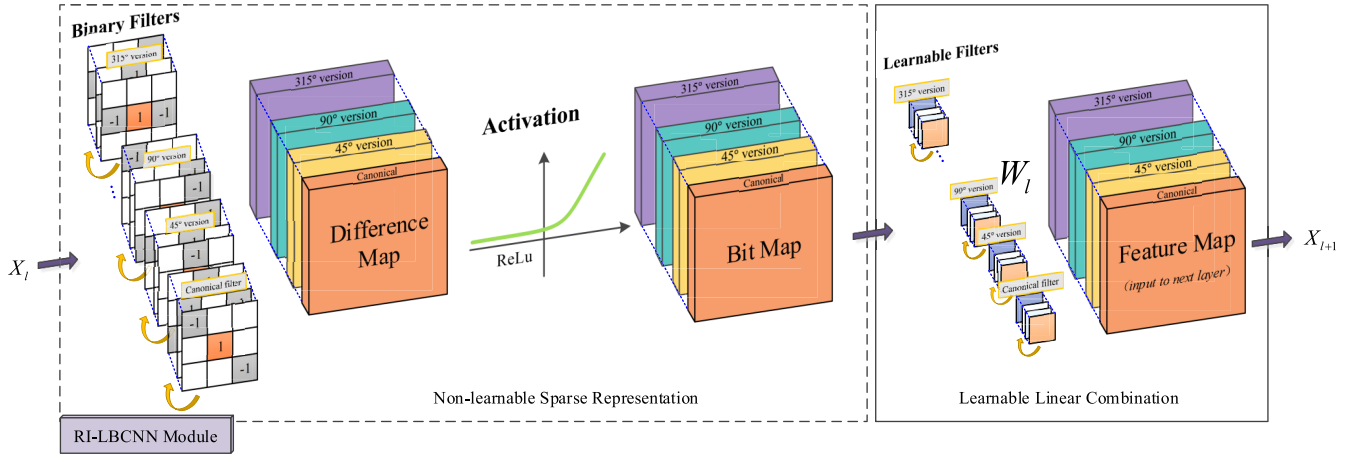 Binary Filters
315° version
1
-1 1 -1
-1
90° version
-1
-1
45° version
-1
-1
Canonical filter
1
-1
1
-1
X_l
315° version
90° version
45° version
Canonical
Difference
Map
Activation
ReLu
315° version
90° version
45° version
Canonical
Bit Map
Non-learnable Sparse Representation
RI-LBCNN Module
Learnable Filters
315° version
90° version
W_l
45° version
Canonical filter
315° version
90° version
45° version
Canonical
Feature Map
(input to next layer)
Learnable Linear Combination
X_{l+1}